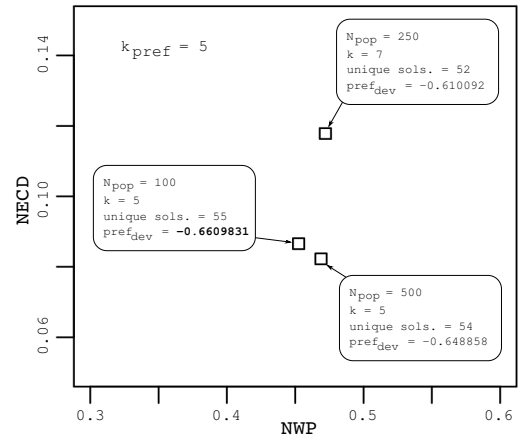 k_pref = 5
N_pop = 250
k = 7
unique sols. = 52
pref_dev = -0.610092
N_pop = 100
k = 5
unique sols. = 55
pref_dev = -0.6609831
N_pop = 500
k = 5
unique sols. = 54
pref_dev = -0.648858
NECD
0.14
0.10
0.06
0.3 0.4 0.5 0.6
NWP